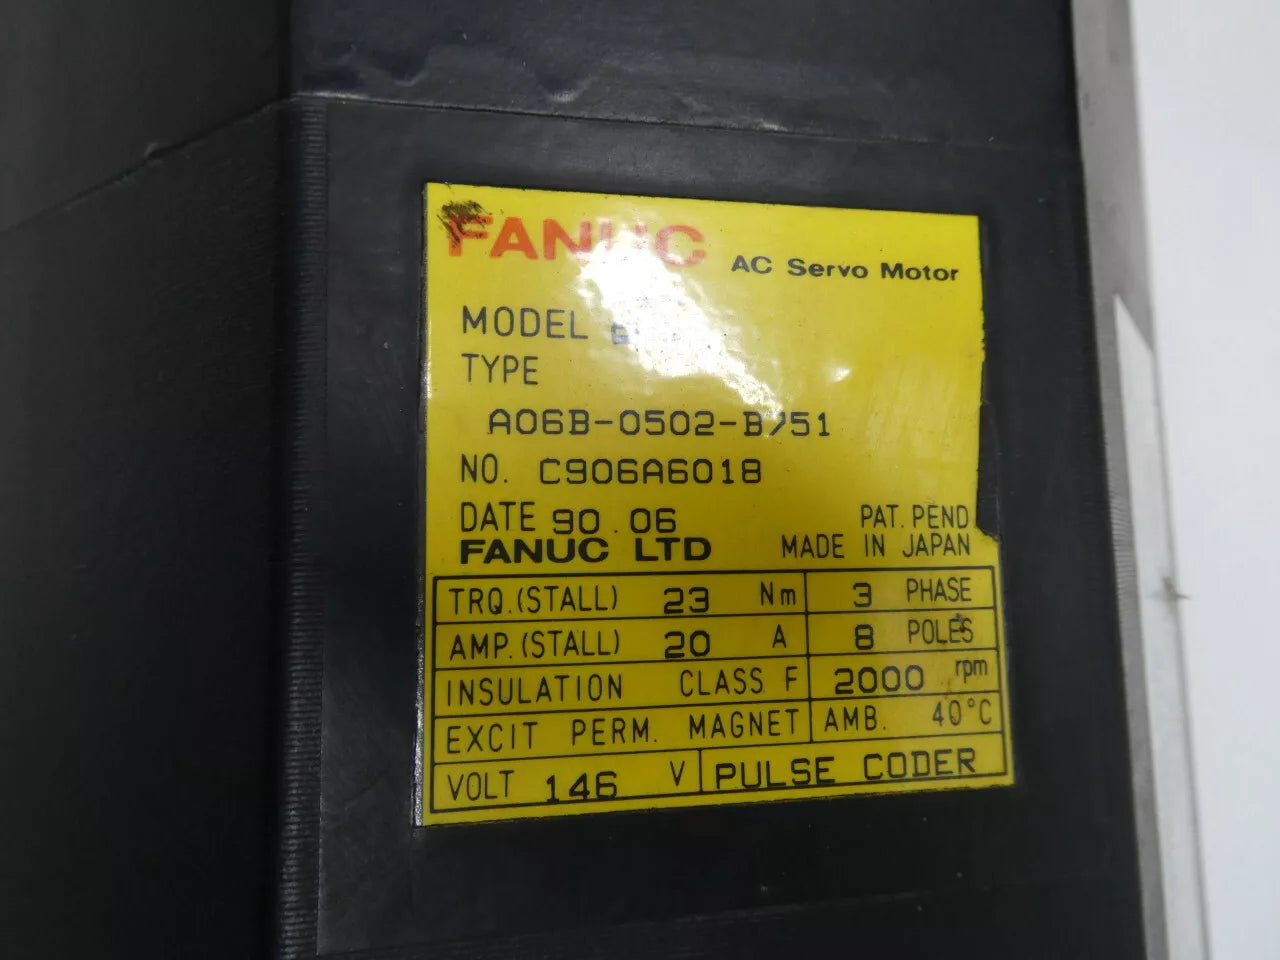 FANUC AC Servo Motor
MODEL
TYPE
A06B-0502-B751
NO. C906A6018
DATE 90.06 PAT. PEND
FANUC LTD MADE IN JAPAN
TRQ.(STALL) 23 Nm 3 PHASE
AMP.(STALL) 20 A 8 POLES
INSULATION CLASS F 2000 rpm
EXCIT PERM. MAGNET AMB. 40°C
VOLT 146 V PULSE CODER